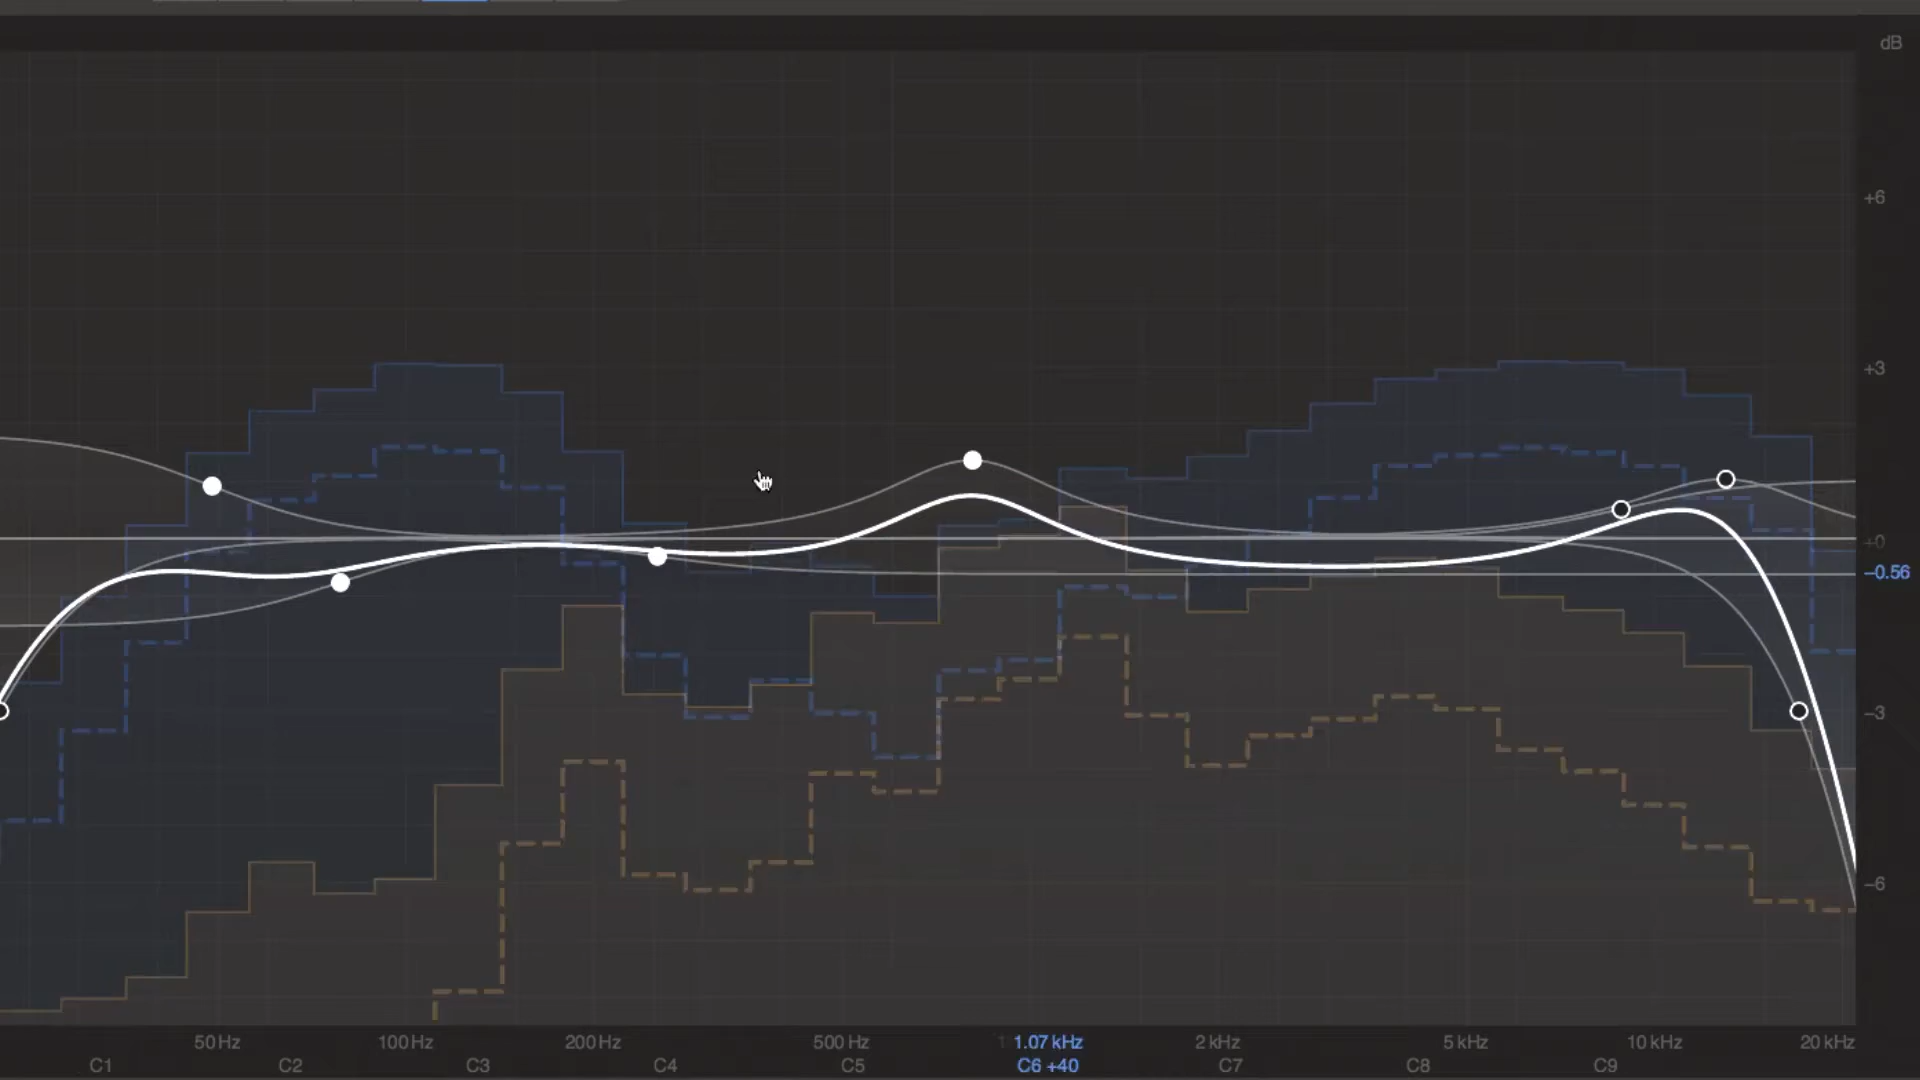 dB
+6
+3
+0
−0.56
−3
−6
50 Hz 100 Hz 200 Hz 500 Hz 1.07 kHz 2 kHz 5 kHz 10 kHz 20 kHz
C1 C2 C3 C4 C5 C6 +40 C7 C8 C9